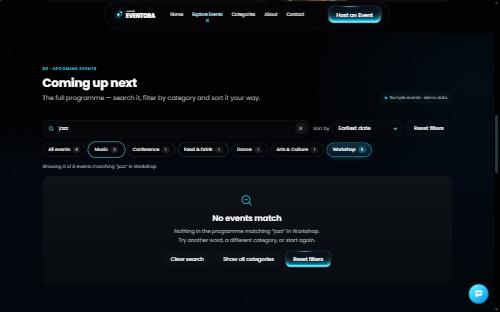 EVENTORA
Home Explore Events Categories About Contact Host an Event
03 · UPCOMING EVENTS
Coming up next
The full programme — search it, filter by category and sort it your way.
Sample events · demo data
jazz
Sort by Earliest date Reset filters
All events Music Conference Food & Drink Dance Arts & Culture Workshop
Showing 0 of 8 events matching “jazz” in Workshop
No events match
Nothing in the programme matching “jazz” in Workshop.
Try another word, a different category, or start again.
Clear search Show all categories Reset filters